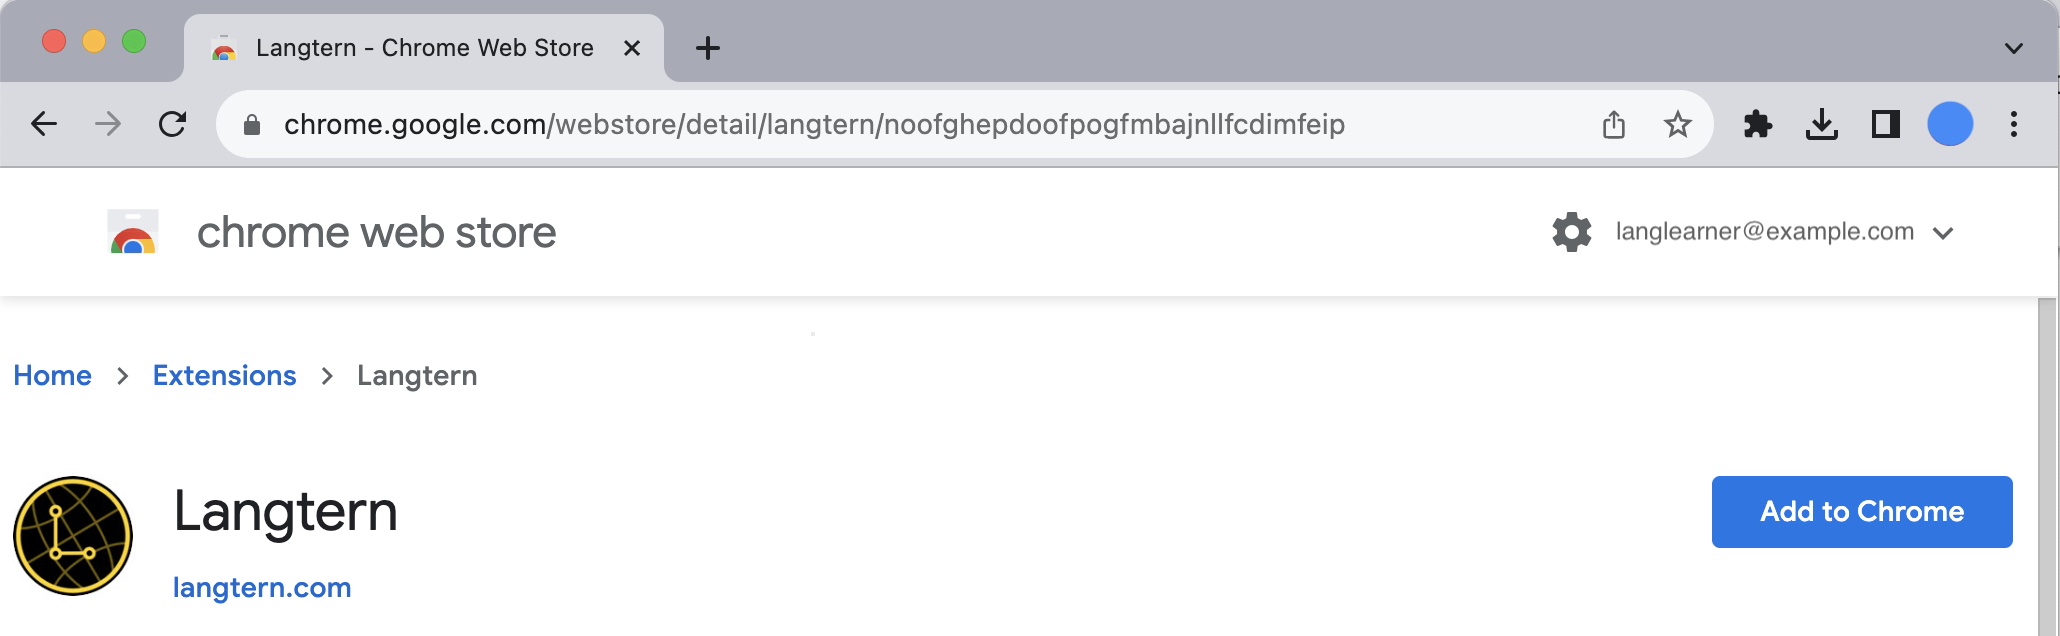 Langtern - Chrome Web Store
chrome.google.com/webstore/detail/langtern/noofghepdoofpogfmbajnllfcdimfeip
chrome web store
langlearner@example.com
Home > Extensions > Langtern
Langtern
Add to Chrome
langtern.com